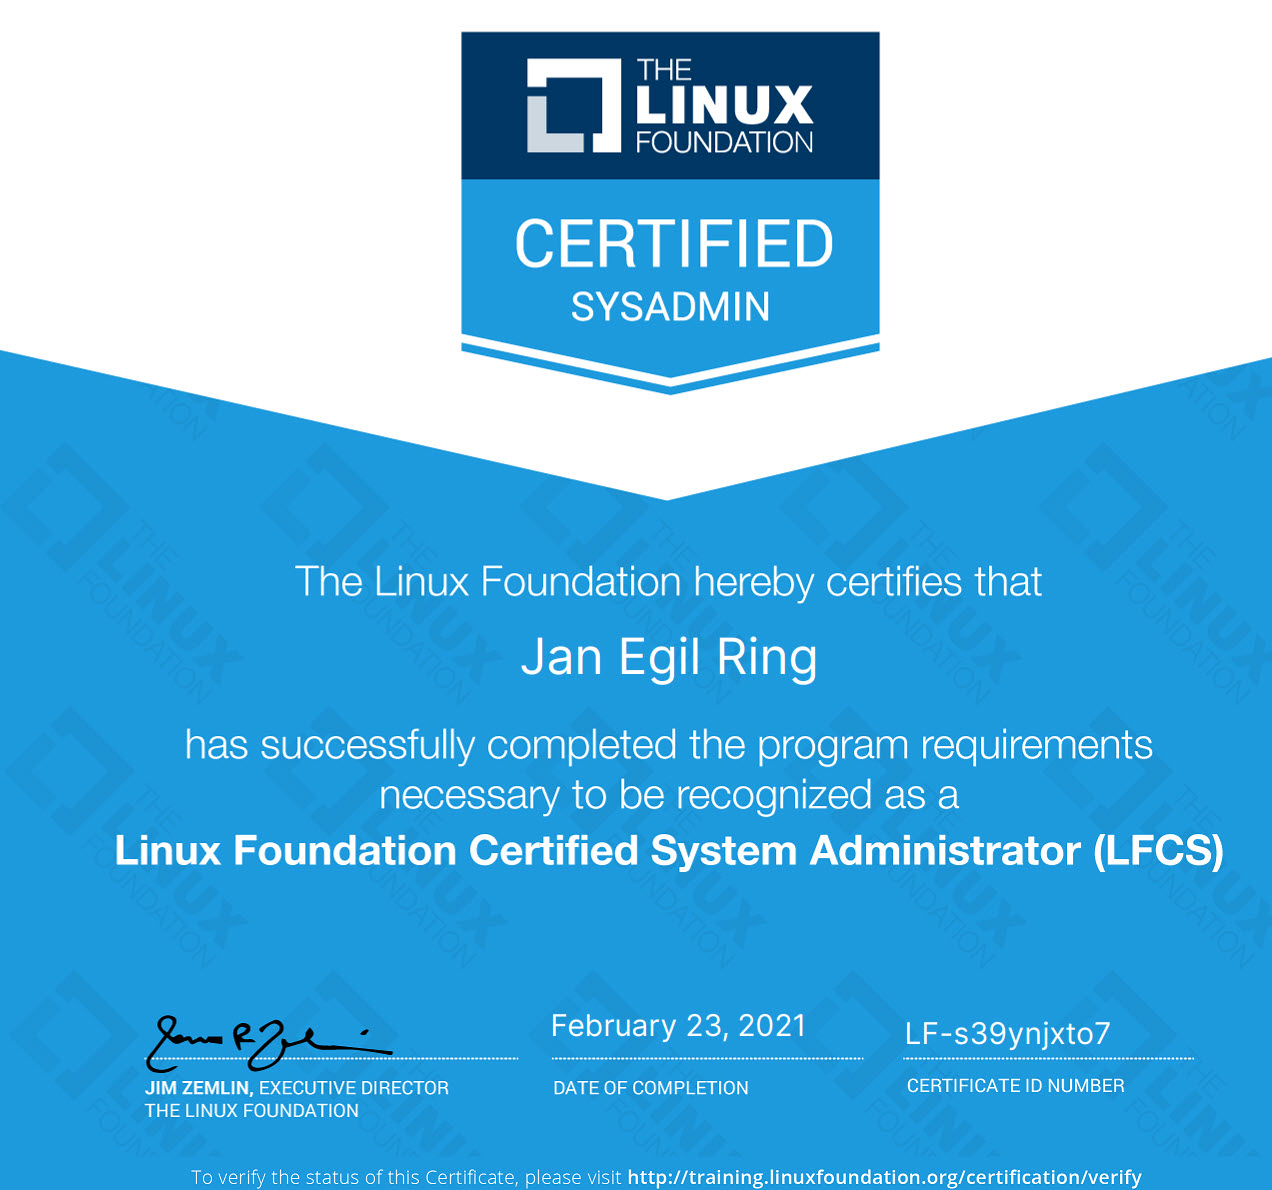 THE
LINUX
FOUNDATION
CERTIFIED
SYSADMIN
The Linux Foundation hereby certifies that
Jan Egil Ring
has successfully completed the program requirements
necessary to be recognized as a
Linux Foundation Certified System Administrator (LFCS)
February 23, 2021
LF-s39ynjxto7
JIM ZEMLIN, EXECUTIVE DIRECTOR
THE LINUX FOUNDATION
DATE OF COMPLETION
CERTIFICATE ID NUMBER
To verify the status of this Certificate, please visit http://training.linuxfoundation.org/certification/verify